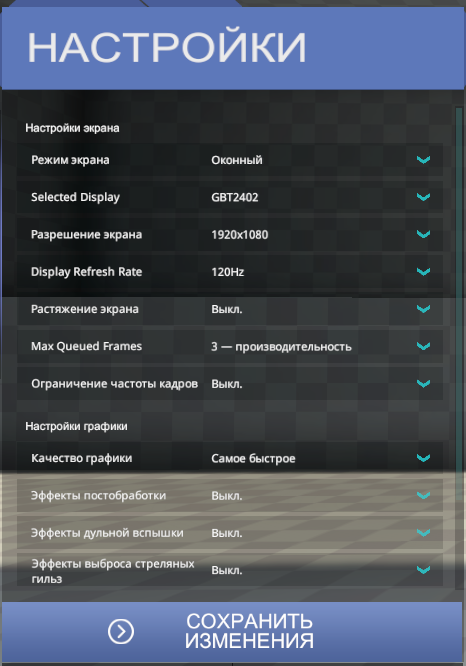 НАСТРОЙКИ
Настройки экрана
Режим экрана Оконный
Selected Display GBT2402
Разрешение экрана 1920x1080
Display Refresh Rate 120Hz
Растяжение экрана Выкл.
Max Queued Frames 3 — производительность
Ограничение частоты кадров Выкл.
Настройки графики
Качество графики Самое быстрое
Эффекты постобработки Выкл.
Эффекты дульной вспышки Выкл.
Эффекты выброса стреляных
гильз Выкл.
СОХРАНИТЬ
ИЗМЕНЕНИЯ